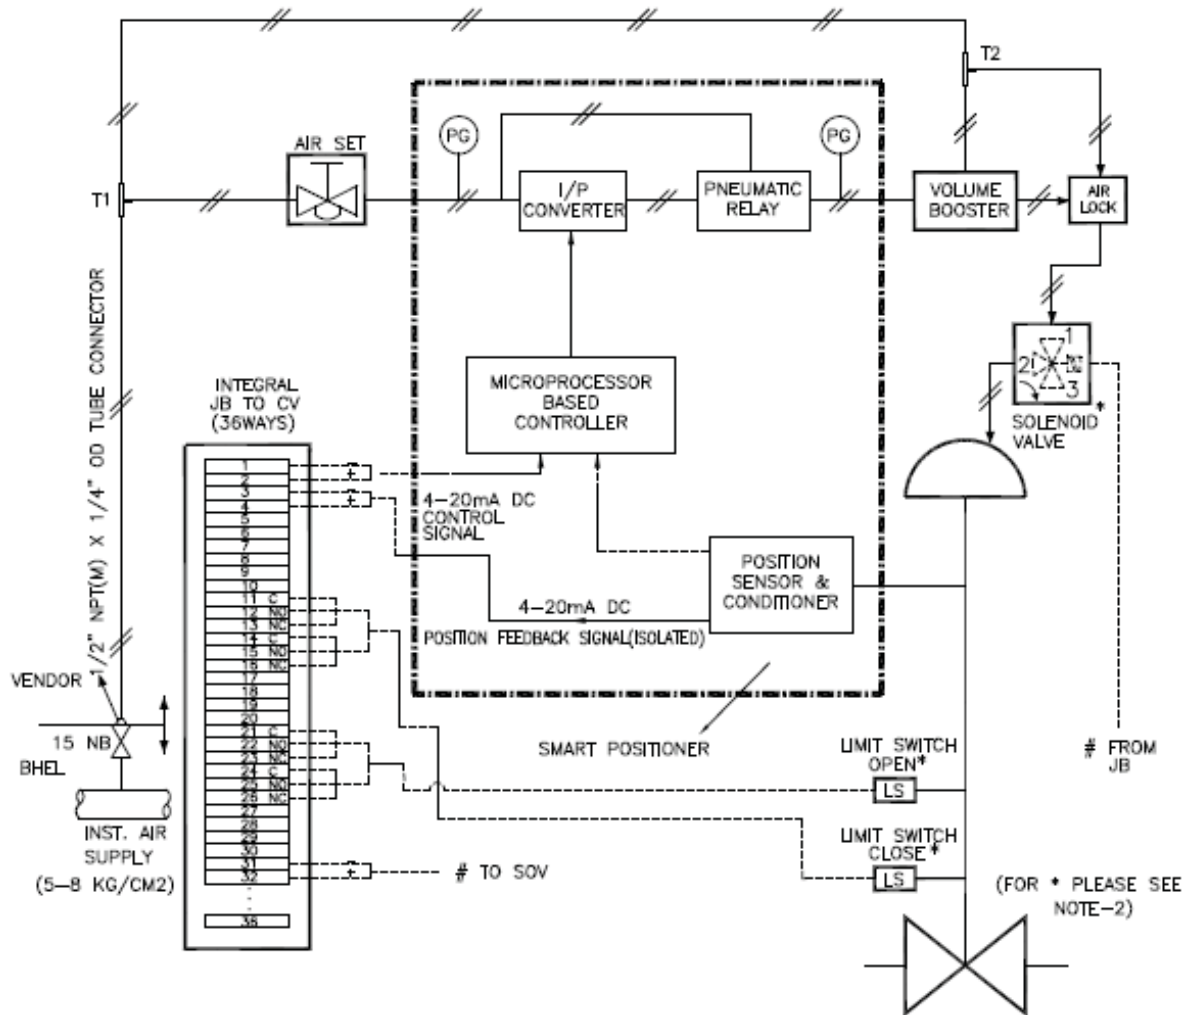 T2
AIR SET
PG
PG
T1
I/P
CONVERTER
PNEUMATIC
RELAY
VOLUME
BOOSTER
AIR
LOCK
1/2" NPT(M) X 1/4" OD TUBE CONNECTOR
1
2
3
SOLENOID*
VALVE
INTEGRAL
JB TO CV
(36WAYS)
MICROPROCESSOR
BASED
CONTROLLER
1
2
3
4
5
6
7
8
9
10
11 C
12 NO
13 NC
14 C
15 NO
16 NC
17
18
19
20
21 C
22 NO
23 NC
24 C
25 NO
26 NC
27
28
29
30
31
32
36
+
-
+
-
+
-
4-20mA DC
CONTROL
SIGNAL
POSITION
SENSOR &
CONDITIONER
4-20mA DC
POSITION FEEDBACK SIGNAL(ISOLATED)
VENDOR
15 NB
BHEL
INST. AIR
SUPPLY
(5-8 KG/CM2)
SMART POSITIONER
LIMIT SWITCH
OPEN*
LS
# FROM
JB
LIMIT SWITCH
CLOSE*
LS
# TO SOV
(FOR * PLEASE SEE
NOTE-2)